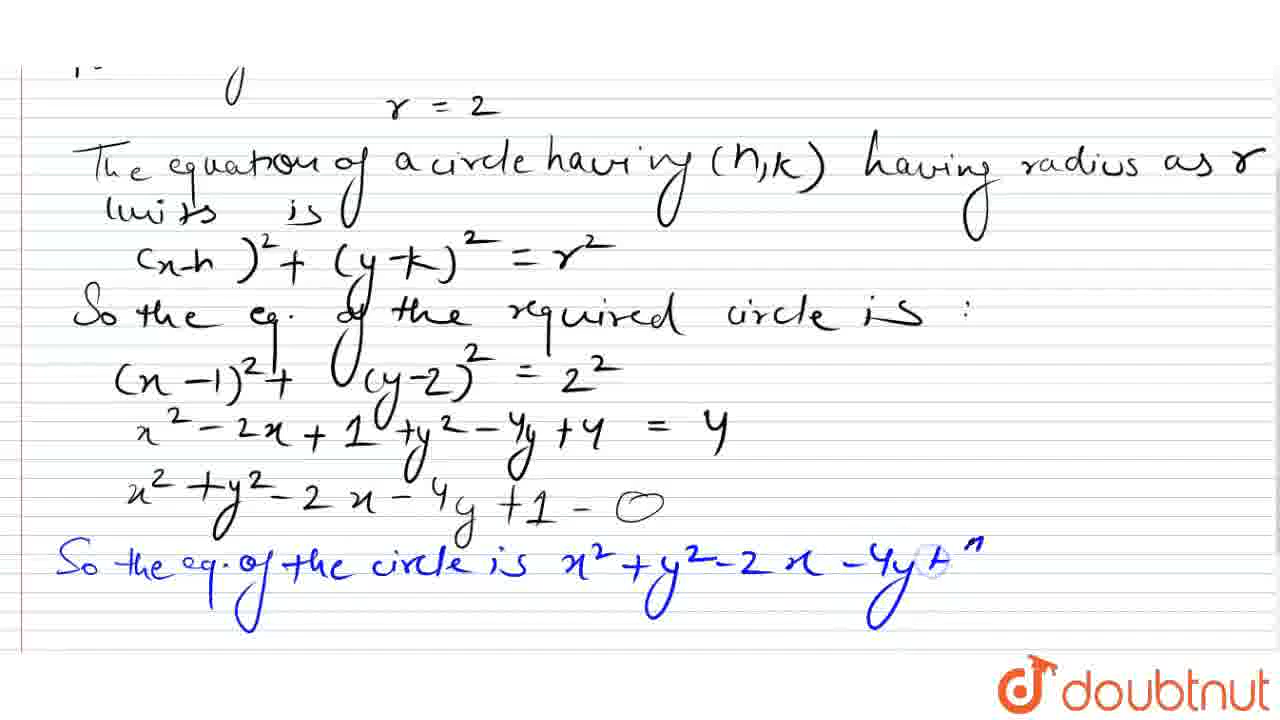 r = 2
The equation of a circle having (h,k) having radius as r
units is
(x-h)² + (y-k)² = r²
So the eq. of the required circle is :
(x-1)² + (y-2)² = 2²
x² - 2x + 1 + y² - 4y + 4 = 4
x² + y² - 2x - 4y + 1 = 0
So the eq. of the circle is x² + y² - 2x - 4y +
doubtnut